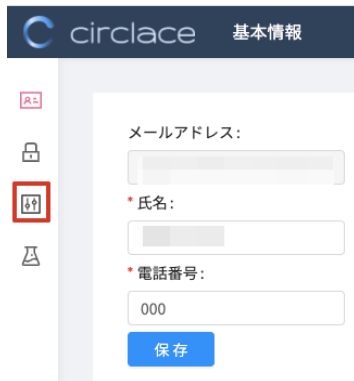 circlace 基本情報
メールアドレス:
* 氏名:
* 電話番号:
000
保存